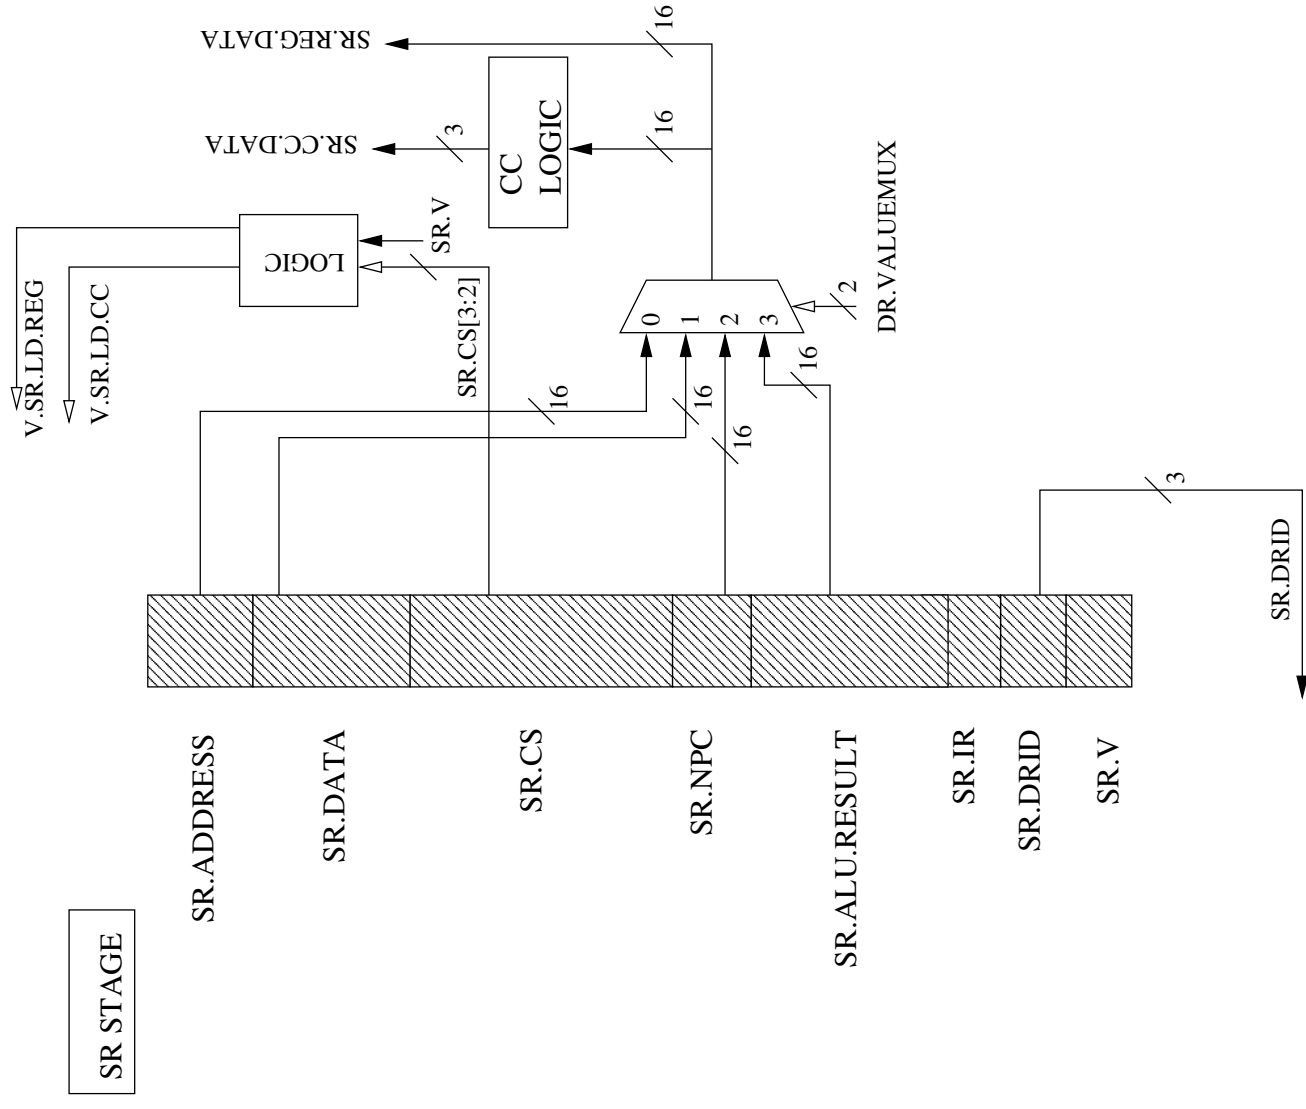 SR STAGE
SR.ADDRESS
SR.DATA
SR.CS
SR.NPC
SR.ALU.RESULT
SR.IR
SR.DRID
SR.V
V.SR.LD.REG
V.SR.LD.CC
LOGIC
SR.V
SR.CS[3:2]
SR.CC.DATA
SR.REG.DATA
3
CC
LOGIC
16
16
0
1
2
3
16
16
16
16
2
DR.VALUEMUX
3
SR.DRID